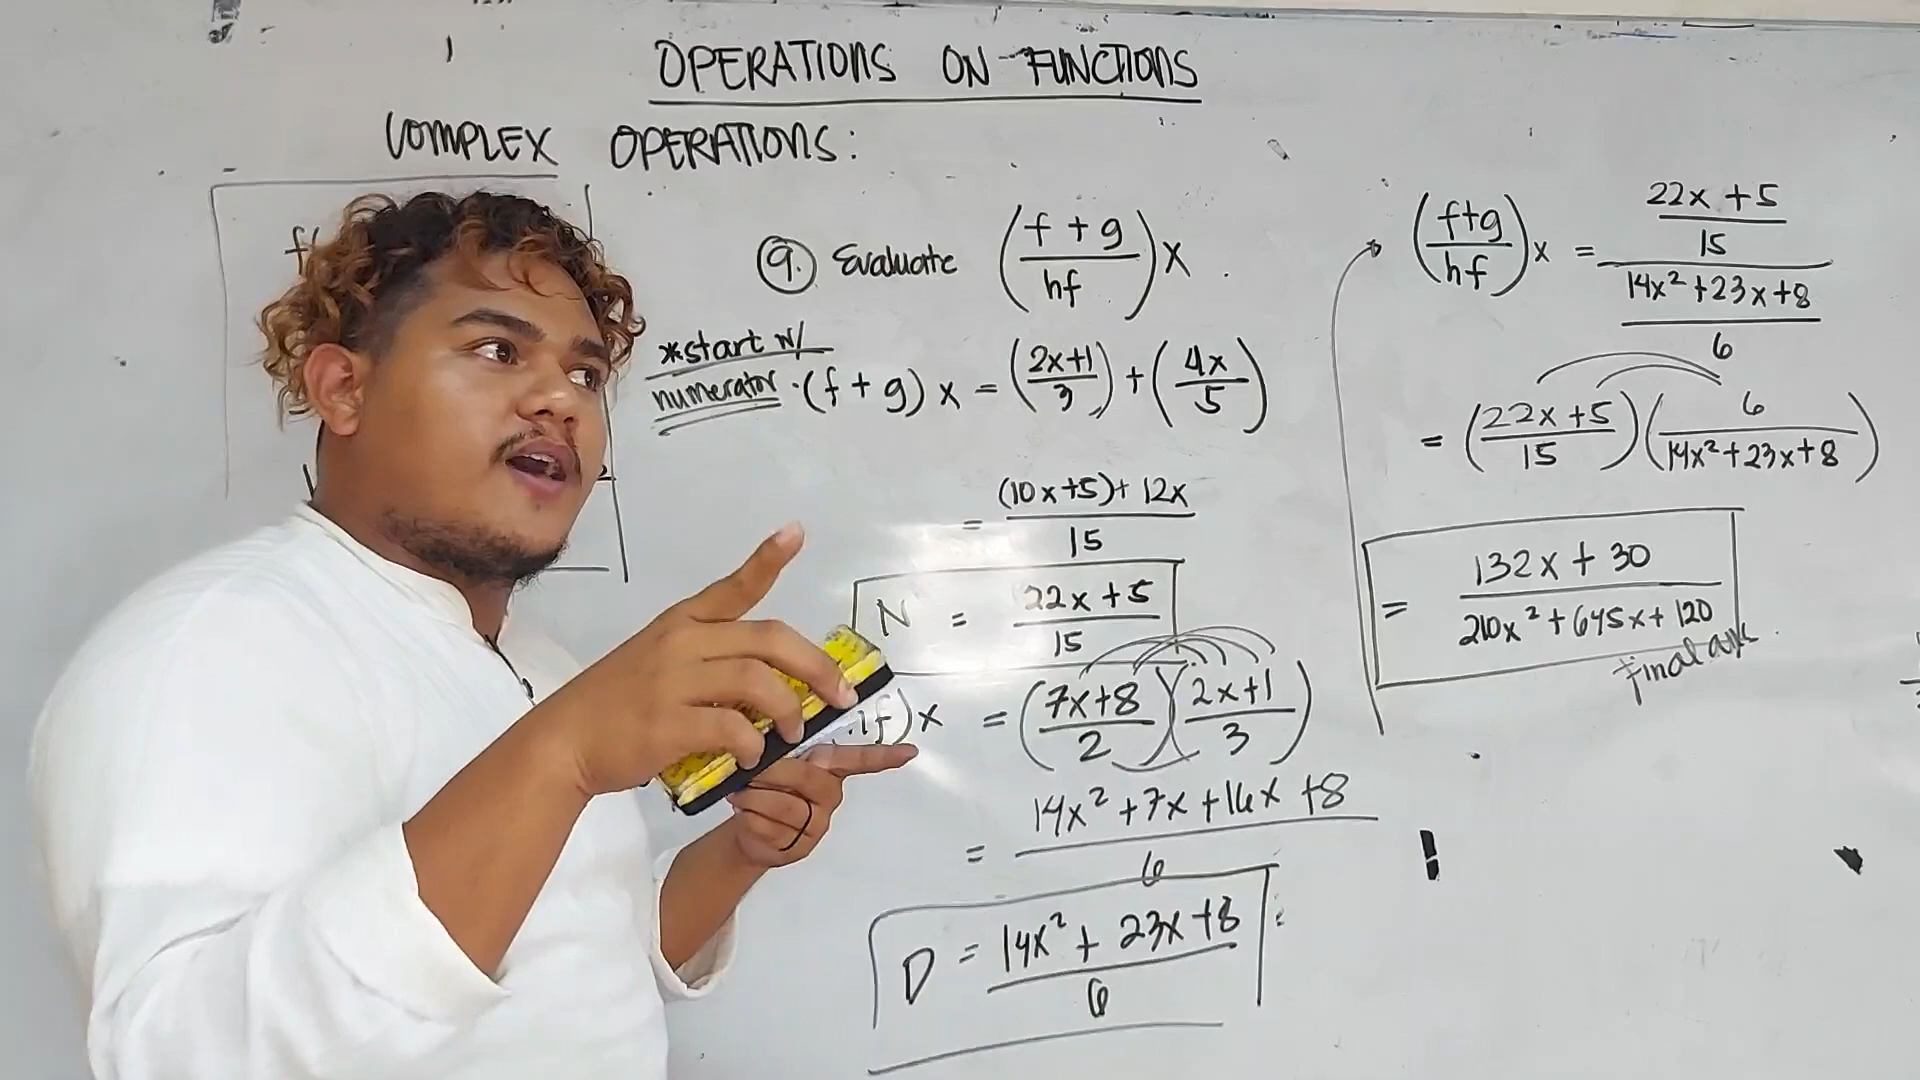 OPERATIONS ON FUNCTIONS
COMPLEX OPERATIONS:
f(
9. Evaluate ((f + g)/(hf))x .
*start w/
numerator · (f + g) x = ((2x+1)/3) + ((4x)/5)
= ((10x+5)+ 12x)/15
N = (22x + 5)/15
f)x = ((7x+8)/2)((2x+1)/3)
= (14x² + 7x + 16x + 8)/6
D = (14x² + 23x + 8)/6
((f+g)/(hf))x = ((22x + 5)/15)/((14x² + 23x + 8)/6)
= ((22x + 5)/15)(6/(14x² + 23x + 8))
= (132x + 30)/(210x² + 645x + 120)
final ans